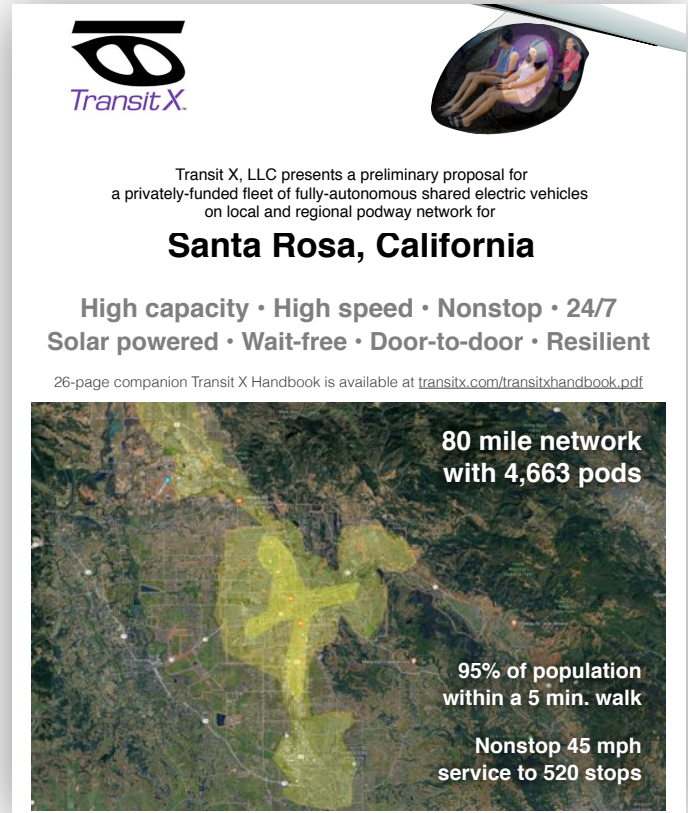 Transit X™
Transit X, LLC presents a preliminary proposal for
a privately-funded fleet of fully-autonomous shared electric vehicles
on local and regional podway network for
Santa Rosa, California
High capacity • High speed • Nonstop • 24/7
Solar powered • Wait-free • Door-to-door • Resilient
26-page companion Transit X Handbook is available at transitx.com/transitxhandbook.pdf
80 mile network
with 4,663 pods
95% of population
within a 5 min. walk
Nonstop 45 mph
service to 520 stops